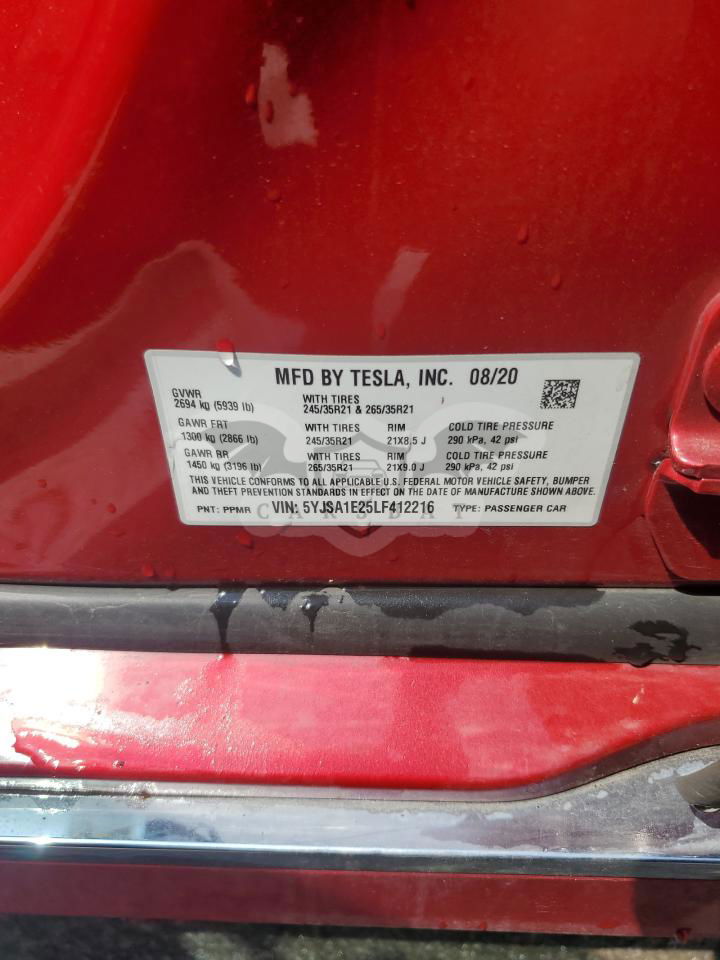 MFD BY TESLA, INC. 08/20
GVWR
2694 kg (5939 lb)
WITH TIRES
245/35R21 & 265/35R21
GAWR FRT
1300 kg (2866 lb)
WITH TIRES
245/35R21
RIM
21X8.5 J
COLD TIRE PRESSURE
290 kPa, 42 psi
GAWR RR
1450 kg (3196 lb)
WITH TIRES
265/35R21
RIM
21X9.0 J
COLD TIRE PRESSURE
290 kPa, 42 psi
THIS VEHICLE CONFORMS TO ALL APPLICABLE U.S. FEDERAL MOTOR VEHICLE SAFETY, BUMPER
AND THEFT PREVENTION STANDARDS IN EFFECT ON THE DATE OF MANUFACTURE SHOWN ABOVE.
PNT: PPMR VIN: 5YJSA1E25LF412216 TYPE: PASSENGER CAR
CARSDAY